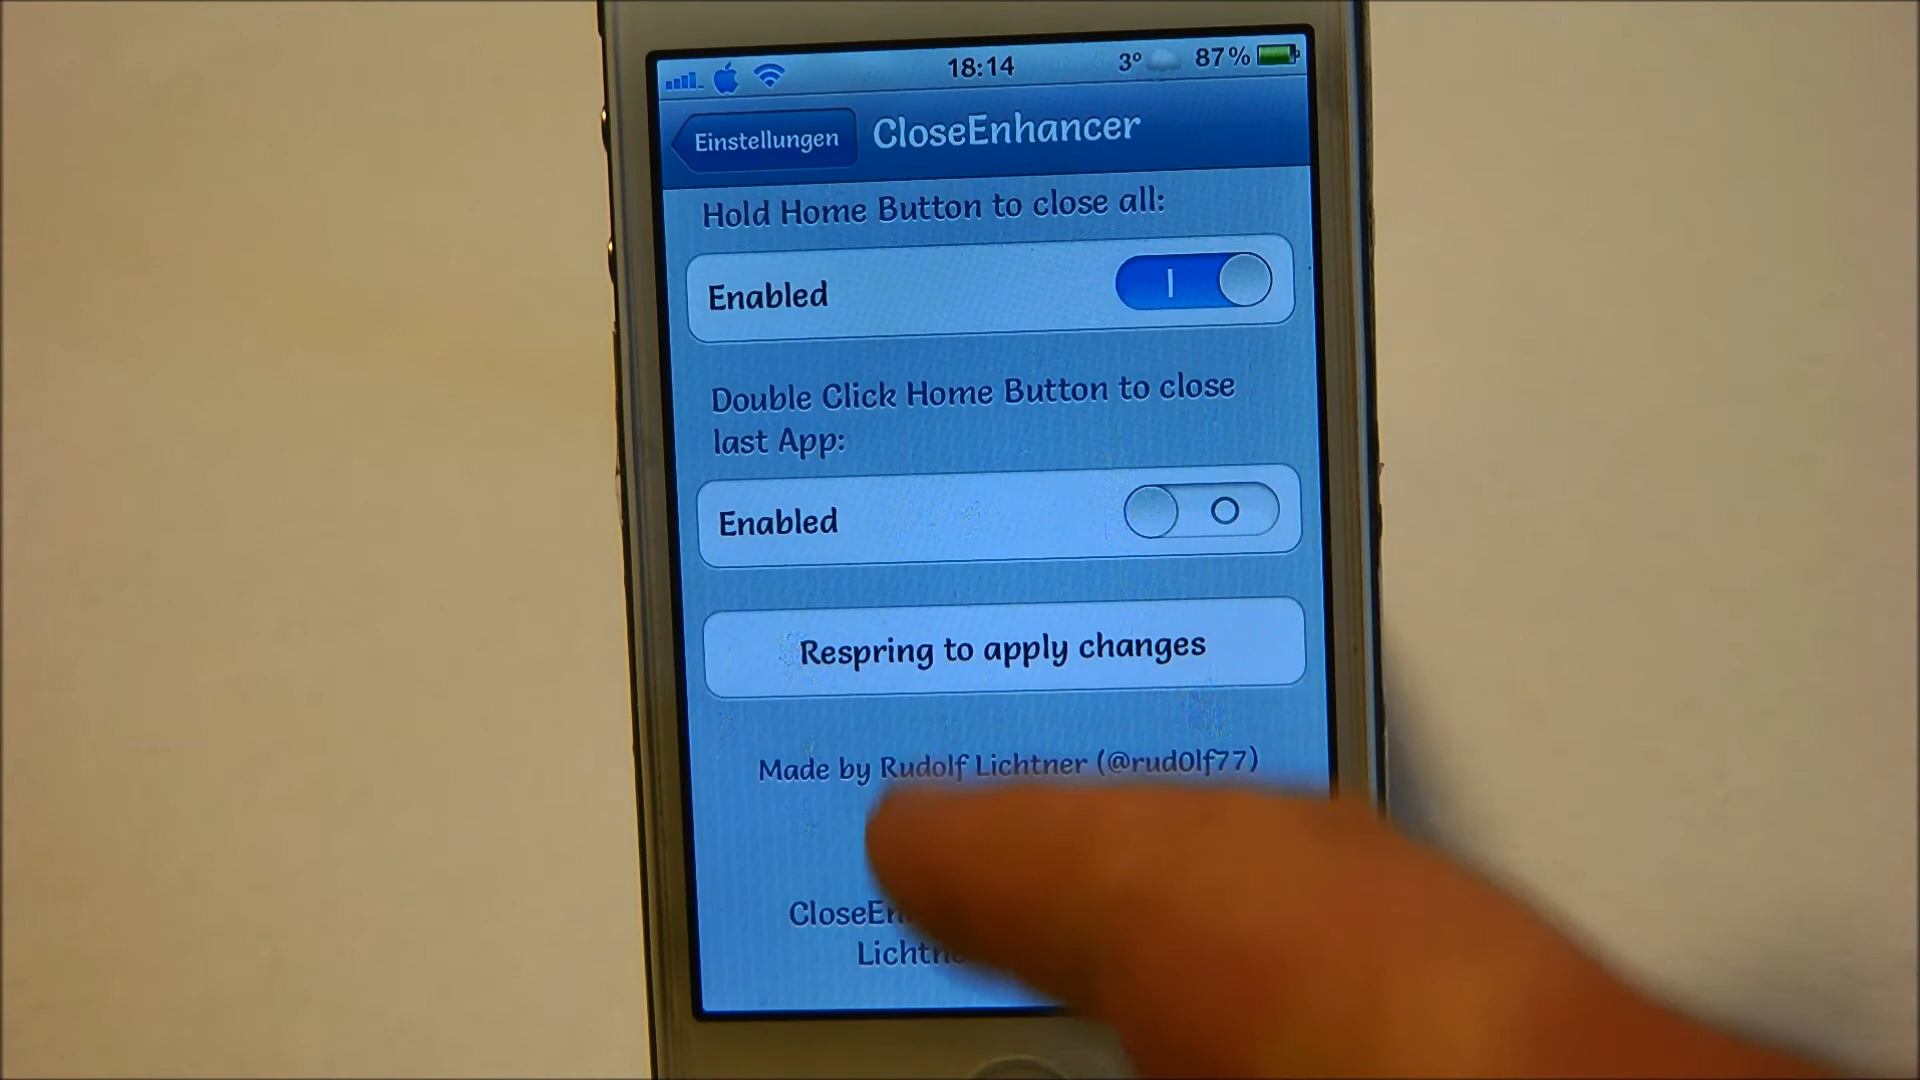 18:14 3° 87%
Einstellungen CloseEnhancer
Hold Home Button to close all:
Enabled
Double Click Home Button to close
last App:
Enabled
Respring to apply changes
Made by Rudolf Lichtner (@rud0lf77)